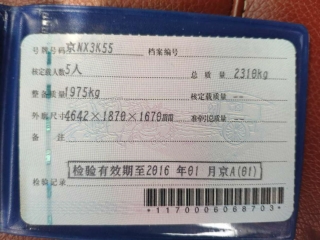 号牌号码 京NX3K55 档案编号
核定载人数 5人 总质量 2310kg
整备质量 1975kg 核定载质量 --
外廓尺寸 4642×1870×1670mm 准牵引总质量 --
备 注
检验有效期至2016 年01 月京A(01)
检验记录
*1170006068703*